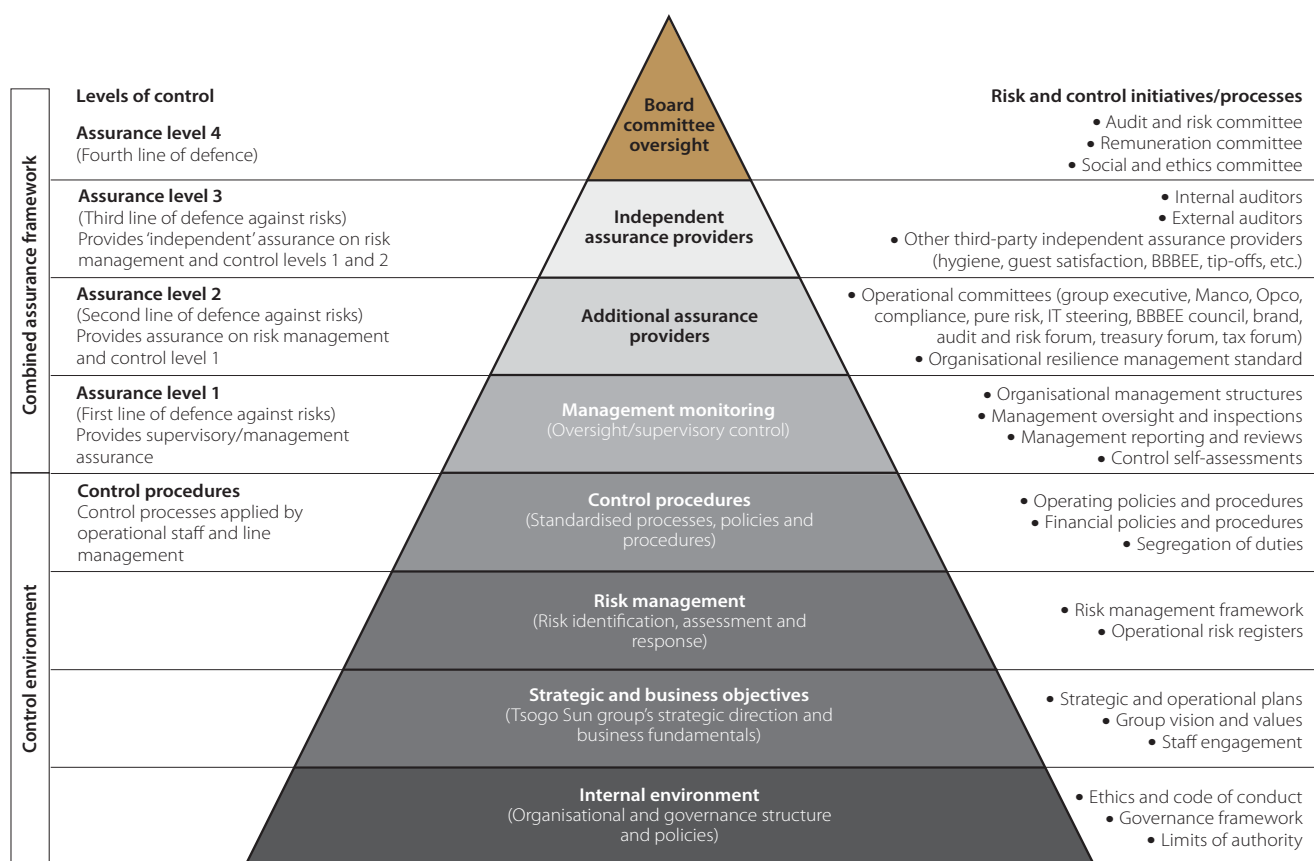 Levels of control
Risk and control initiatives/processes
Combined assurance framework
Assurance level 4
(Fourth line of defence)
Board
committee
oversight
• Audit and risk committee
• Remuneration committee
• Social and ethics committee
Assurance level 3
(Third line of defence against risks)
Provides ‘independent’ assurance on risk
management and control levels 1 and 2
Independent
assurance providers
• Internal auditors
• External auditors
• Other third-party independent assurance providers
(hygiene, guest satisfaction, BBBEE, tip-offs, etc.)
Assurance level 2
(Second line of defence against risks)
Provides assurance on risk management
and control level 1
Additional assurance
providers
• Operational committees (group executive, Manco, Opco,
compliance, pure risk, IT steering, BBBEE council, brand,
audit and risk forum, treasury forum, tax forum)
• Organisational resilience management standard
Assurance level 1
(First line of defence against risks)
Provides supervisory/management
assurance
Management monitoring
(Oversight/supervisory control)
• Organisational management structures
• Management oversight and inspections
• Management reporting and reviews
• Control self-assessments
Control environment
Control procedures
Control processes applied by
operational staff and line
management
Control procedures
(Standardised processes, policies and
procedures)
• Operating policies and procedures
• Financial policies and procedures
• Segregation of duties
Risk management
(Risk identification, assessment and
response)
• Risk management framework
• Operational risk registers
Strategic and business objectives
(Tsogo Sun group’s strategic direction and
business fundamentals)
• Strategic and operational plans
• Group vision and values
• Staff engagement
Internal environment
(Organisational and governance structure
and policies)
• Ethics and code of conduct
• Governance framework
• Limits of authority